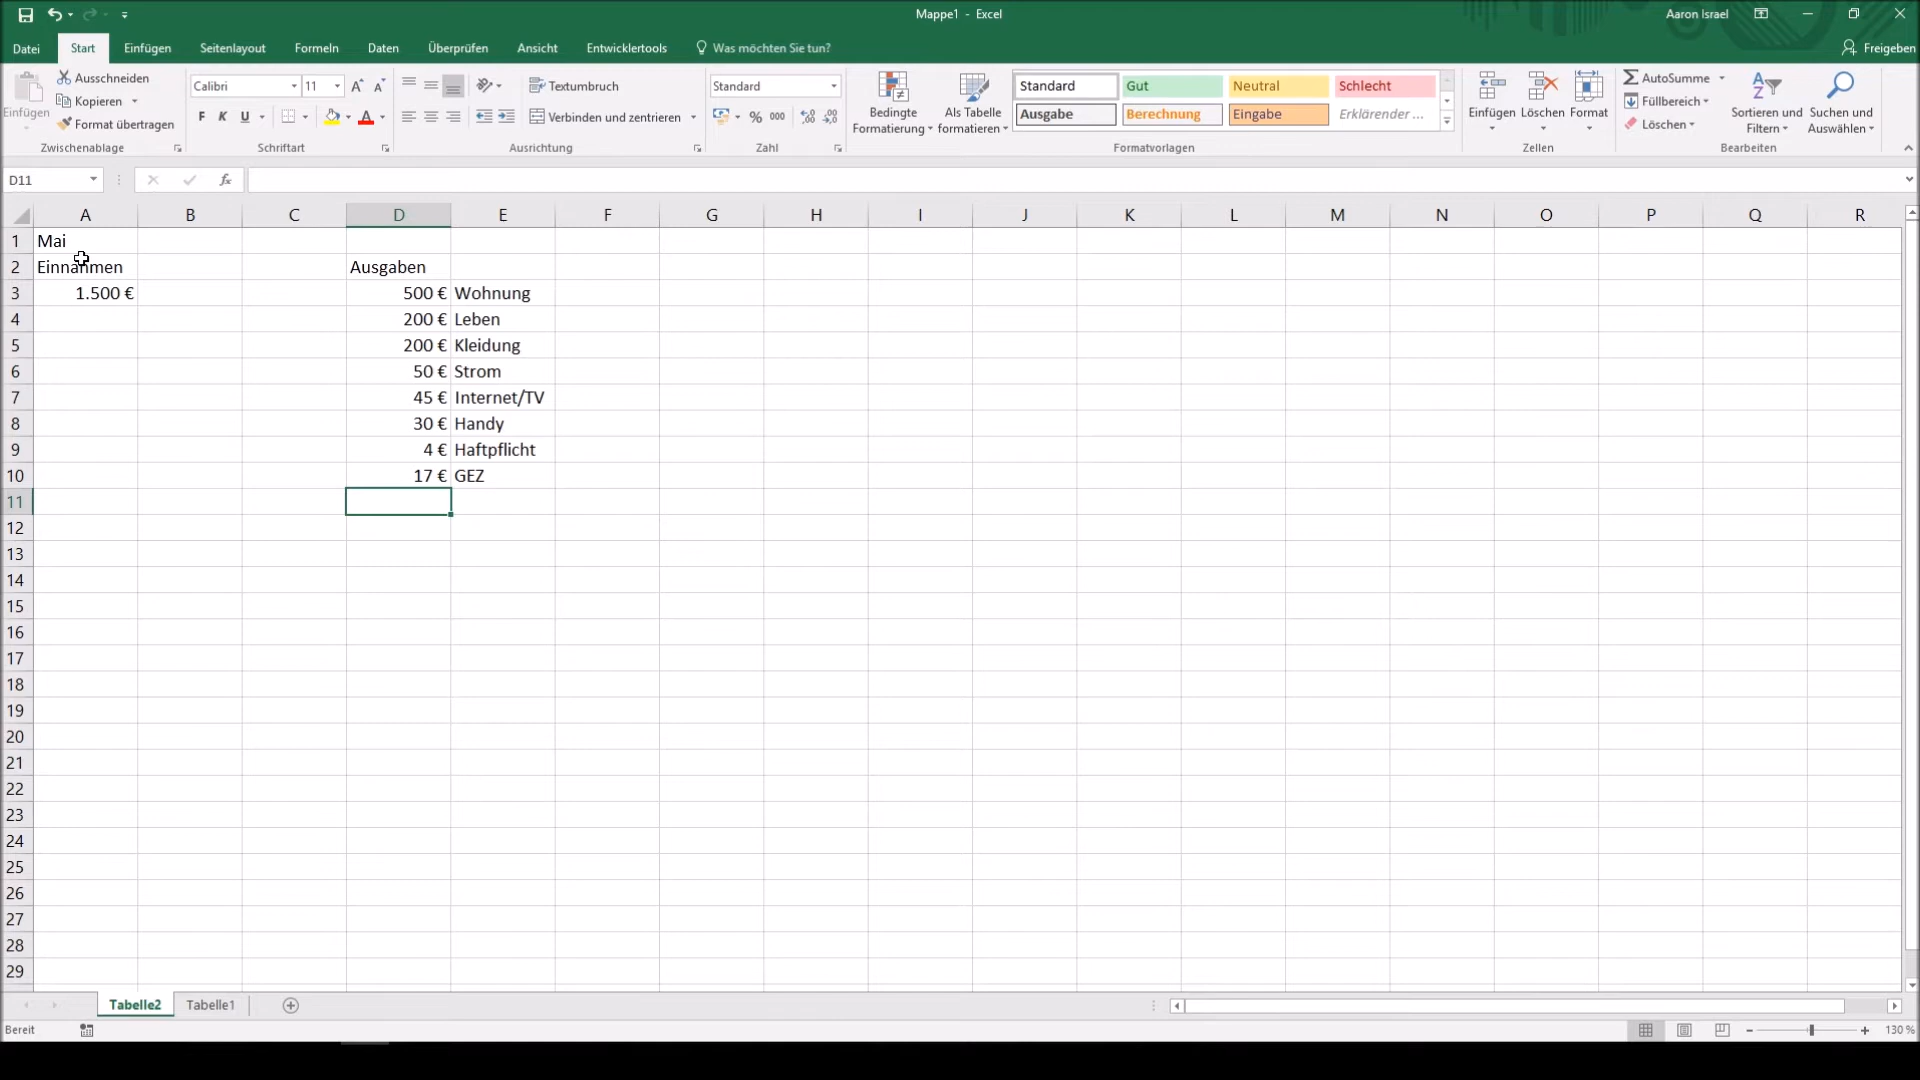 Mappe1 - Excel
Aaron Israel
Datei Start Einfügen Seitenlayout Formeln Daten Überprüfen Ansicht Entwicklertools Was möchten Sie tun? Freigeben
Einfügen
Ausschneiden
Kopieren
Format übertragen
Zwischenablage
Calibri 11
F K U
Schriftart
Textumbruch
Verbinden und zentrieren
Ausrichtung
Standard
% 000
Zahl
Bedingte Formatierung
Als Tabelle formatieren
Standard Gut Neutral Schlecht
Ausgabe Berechnung Eingabe Erklärender ...
Formatvorlagen
Einfügen Löschen Format
Zellen
AutoSumme
Füllbereich
Löschen
Sortieren und Filtern
Suchen und Auswählen
Bearbeiten
D11 fx
A B C D E F G H I J K L M N O P Q R
1 Mai
2 Einnahmen Ausgaben
3 1.500 € 500 € Wohnung
4 200 € Leben
5 200 € Kleidung
6 50 € Strom
7 45 € Internet/TV
8 30 € Handy
9 4 € Haftpflicht
10 17 € GEZ
11
12
13
14
15
16
17
18
19
20
21
22
23
24
25
26
27
28
29
Tabelle2 Tabelle1
Bereit
130 %